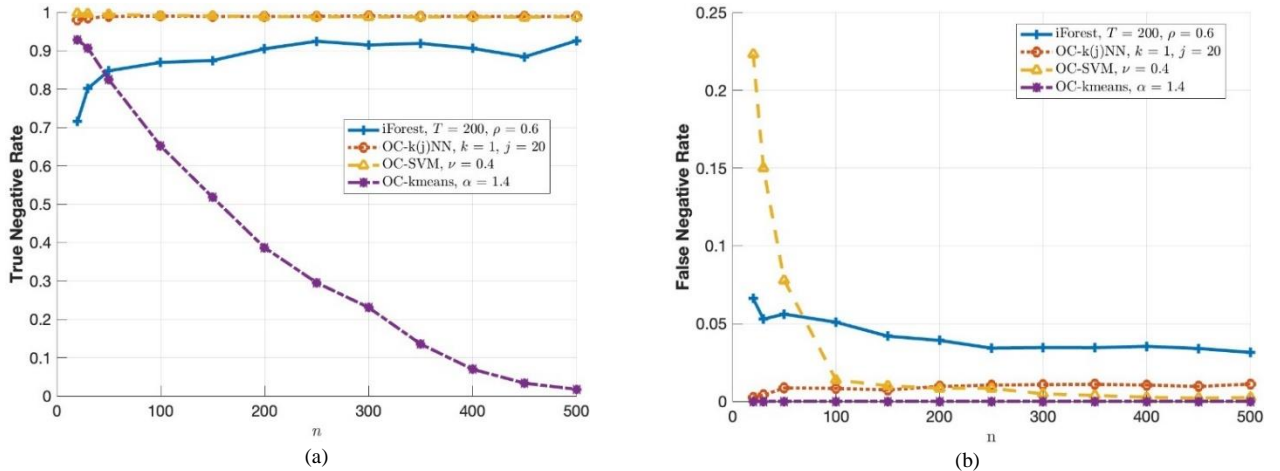 1
0.9
0.8
0.7
0.6
0.5
0.4
0.3
0.2
0.1
0
True Negative Rate
iForest, T = 200, ρ = 0.6
OC-k(j)NN, k = 1, j = 20
OC-SVM, ν = 0.4
OC-kmeans, α = 1.4
0 100 200 300 400 500
n
(a)
0.25
0.2
0.15
0.1
0.05
0
False Negative Rate
iForest, T = 200, ρ = 0.6
OC-k(j)NN, k = 1, j = 20
OC-SVM, ν = 0.4
OC-kmeans, α = 1.4
0 100 200 300 400 500
n
(b)